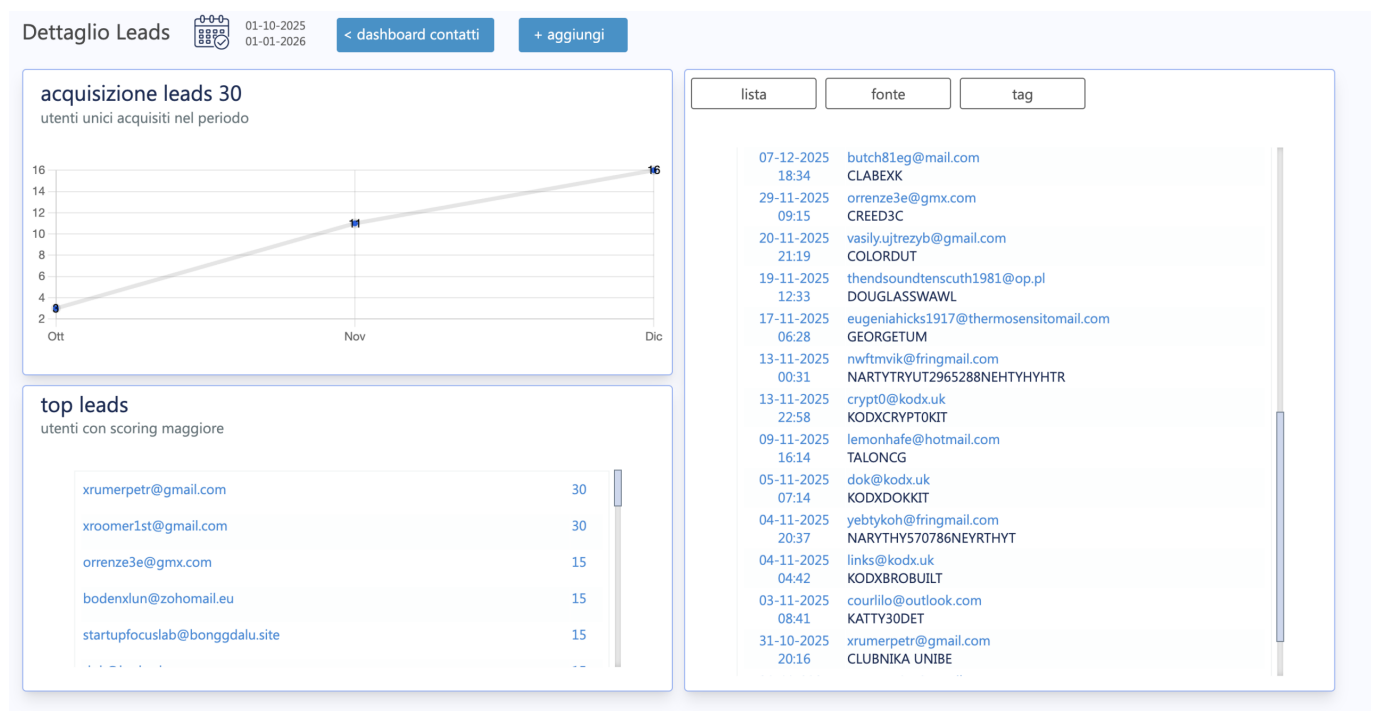 Dettaglio Leads
01-10-2025
01-01-2026
< dashboard contatti
+ aggiungi
acquisizione leads 30
utenti unici acquisiti nel periodo
16
14
12
10
8
6
4
2
3
11
16
Ott
Nov
Dic
top leads
utenti con scoring maggiore
xrumerpetr@gmail.com 30
xroomer1st@gmail.com 30
orrenze3e@gmx.com 15
bodenxlun@zohomail.eu 15
startupfocuslab@bonggdalu.site 15
lista
fonte
tag
07-12-2025 butch81eg@mail.com
18:34 CLABEXK
29-11-2025 orrenze3e@gmx.com
09:15 CREED3C
20-11-2025 vasily.ujtrezyb@gmail.com
21:19 COLORDUT
19-11-2025 thendsoundtenscuth1981@op.pl
12:33 DOUGLASSWAWL
17-11-2025 eugeniahicks1917@thermosensitomail.com
06:28 GEORGETUM
13-11-2025 nwftmvik@fringmail.com
00:31 NARTYTRYUT2965288NEHTYHYHTR
13-11-2025 crypt0@kodx.uk
22:58 KODXCRYPT0KIT
09-11-2025 lemonhafe@hotmail.com
16:14 TALONCG
05-11-2025 dok@kodx.uk
07:14 KODXDOKKIT
04-11-2025 yebtykoh@fringmail.com
20:37 NARYTHY570786NEYRTHYT
04-11-2025 links@kodx.uk
04:42 KODXBROBUILT
03-11-2025 courlilo@outlook.com
08:41 KATTY30DET
31-10-2025 xrumerpetr@gmail.com
20:16 CLUBNIKA UNIBE